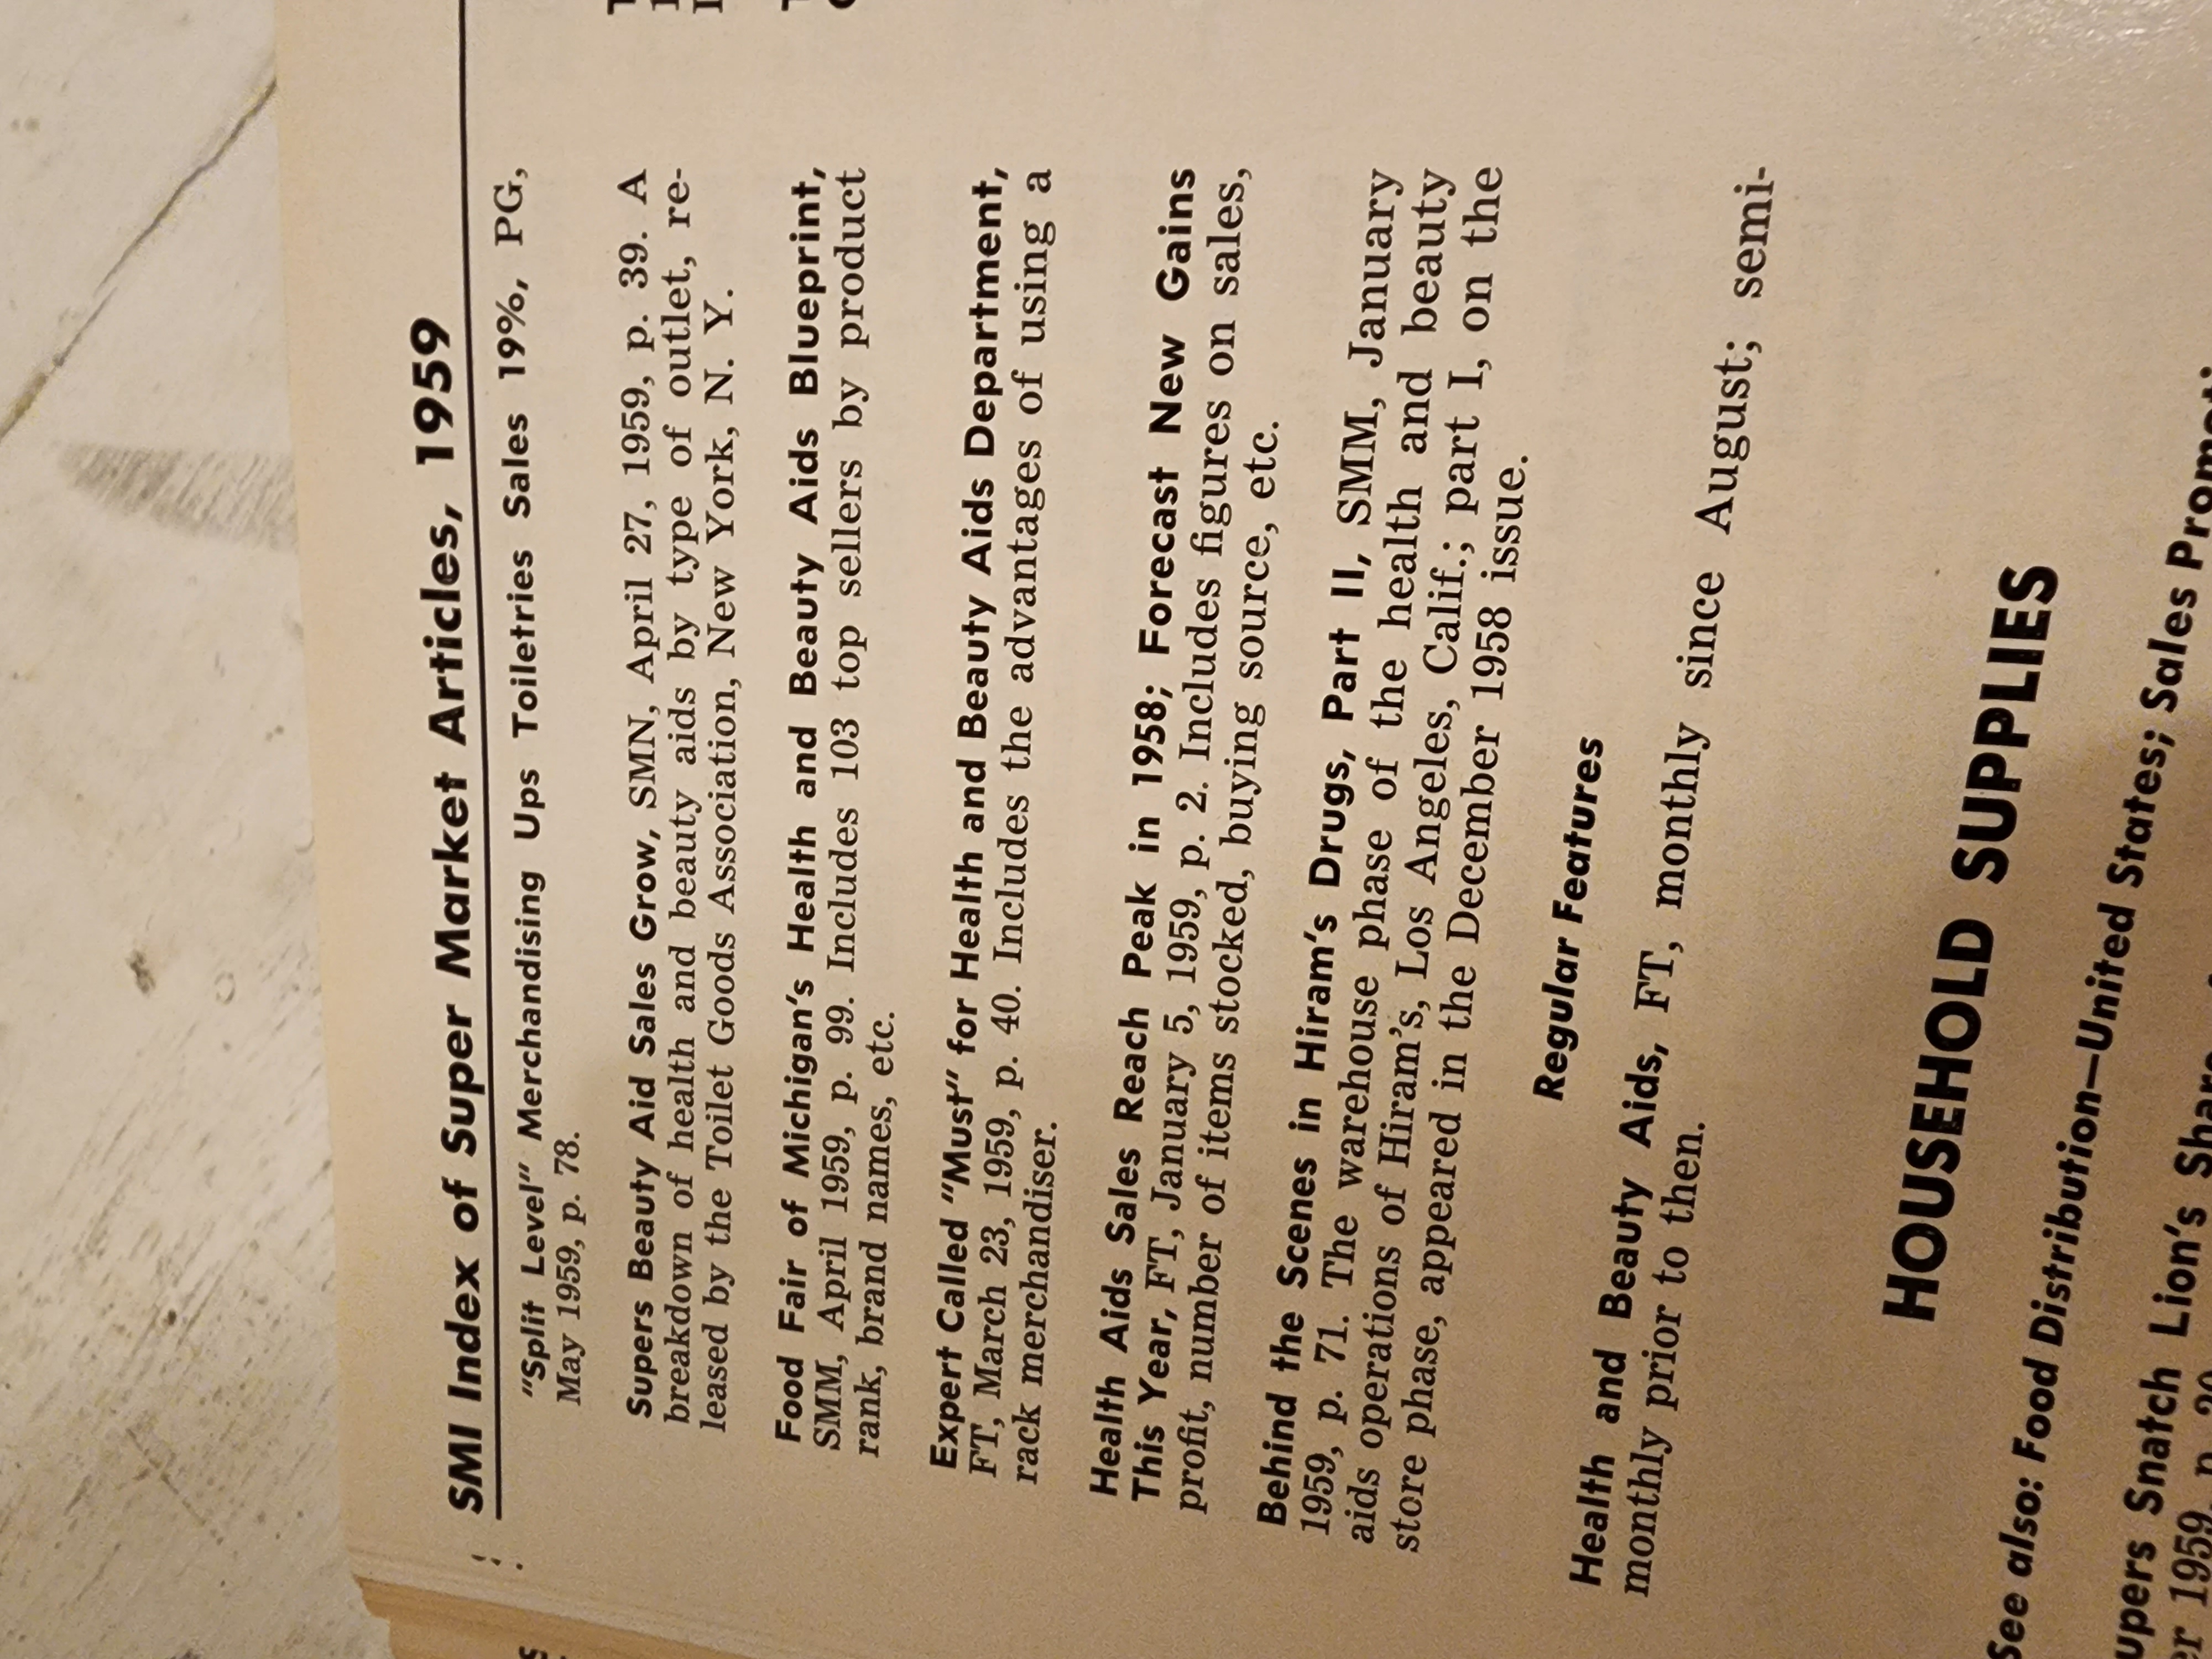 SMI Index of Super Market Articles, 1959
"Split Level" Merchandising Ups Toiletries Sales 19%, PG,
May 1959, p. 78.
Supers Beauty Aid Sales Grow, SMN, April 27, 1959, p. 39. A
breakdown of health and beauty aids by type of outlet, re-
leased by the Toilet Goods Association, New York, N. Y.
Food Fair of Michigan's Health and Beauty Aids Blueprint,
SMM, April 1959, p. 99. Includes 103 top sellers by product
rank, brand names, etc.
Expert Called "Must" for Health and Beauty Aids Department,
FT, March 23, 1959, p. 40. Includes the advantages of using a
rack merchandiser.
Health Aids Sales Reach Peak in 1958; Forecast New Gains
This Year, FT, January 5, 1959, p. 2. Includes figures on sales,
profit, number of items stocked, buying source, etc.
Behind the Scenes in Hiram's Drugs, Part II, SMM, January
1959, p. 71. The warehouse phase of the health and beauty
aids operations of Hiram's, Los Angeles, Calif.; part I, on the
store phase, appeared in the December 1958 issue.
Regular Features
Health and Beauty Aids, FT, monthly since August; semi-
monthly prior to then.
HOUSEHOLD SUPPLIES
See also: Food Distribution—United States; Sales
Snatch Lion's
1959, p.